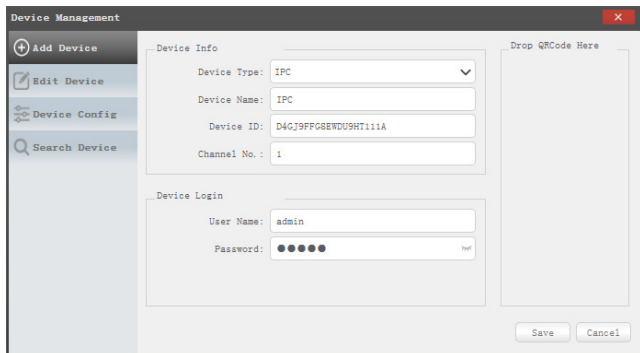 Device Management
Add Device
Edit Device
Device Config
Search Device
Device Info
Device Type: IPC
Device Name: IPC
Device ID: D4GJ9FFGSEWDU9HT111A
Channel No.: 1
Device Login
User Name: admin
Password: ●●●●●
Drop QRCode Here
Save
Cancel